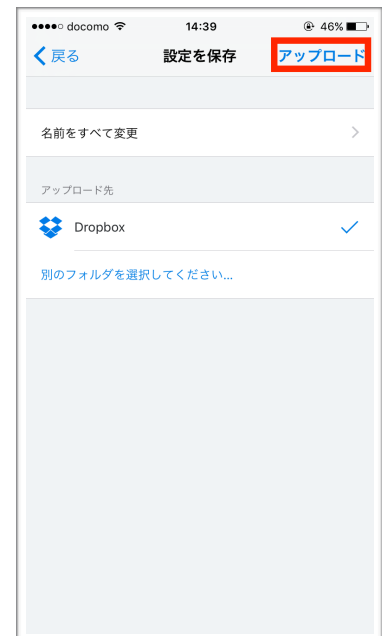 docomo 14:39 46%
戻る 設定を保存 アップロード
名前をすべて変更
アップロード先
Dropbox
別のフォルダを選択してください...